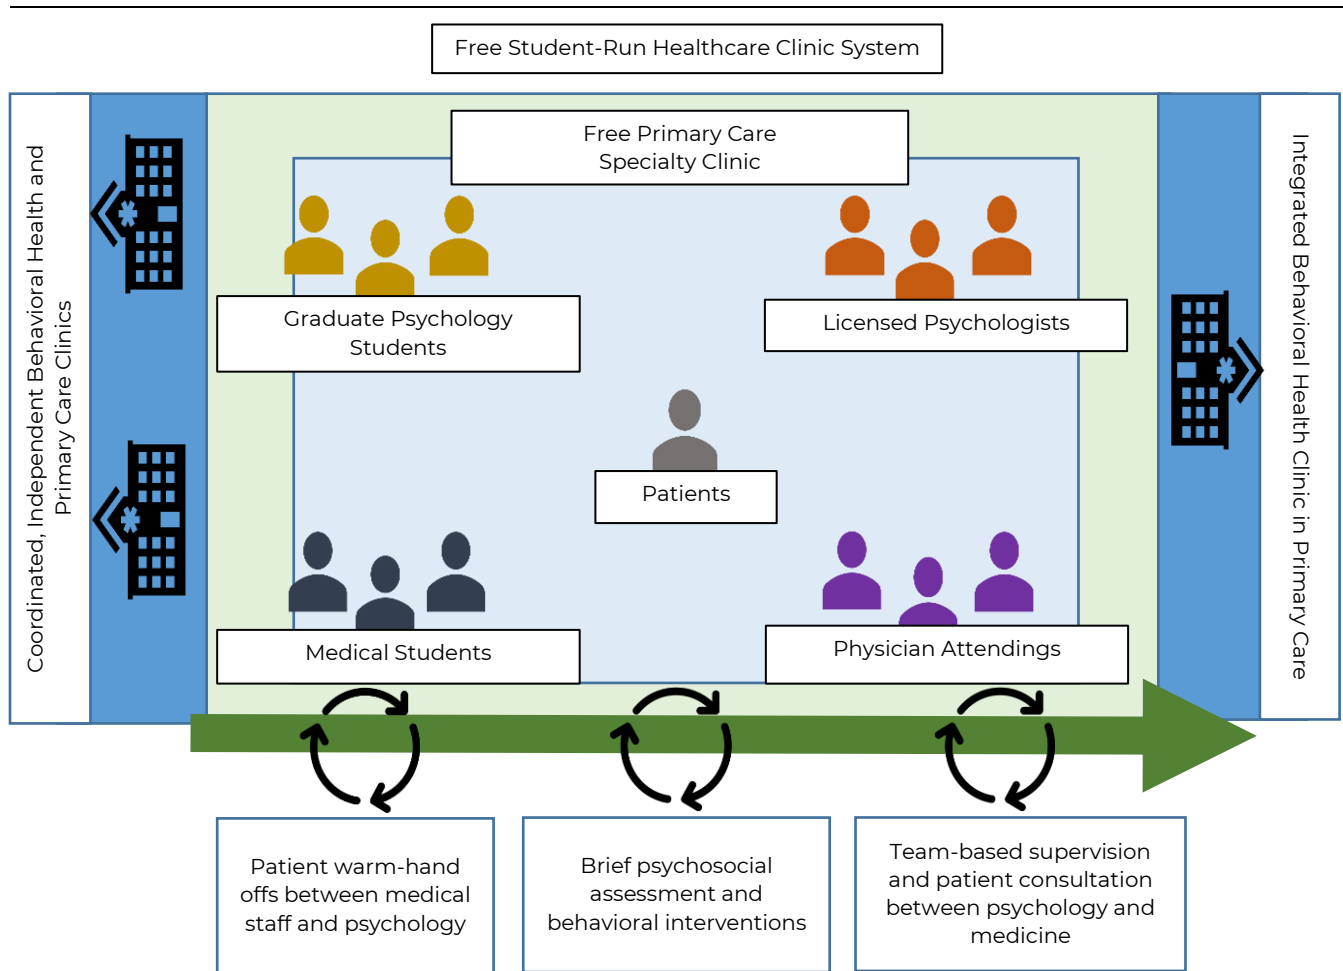 Free Student-Run Healthcare Clinic System
Coordinated, Independent Behavioral Health and
Primary Care Clinics
Free Primary Care
Specialty Clinic
Graduate Psychology
Students
Licensed Psychologists
Patients
Medical Students
Physician Attendings
Integrated Behavioral Health Clinic in Primary Care
Patient warm-hand
offs between medical
staff and psychology
Brief psychosocial
assessment and
behavioral interventions
Team-based supervision
and patient consultation
between psychology and
medicine